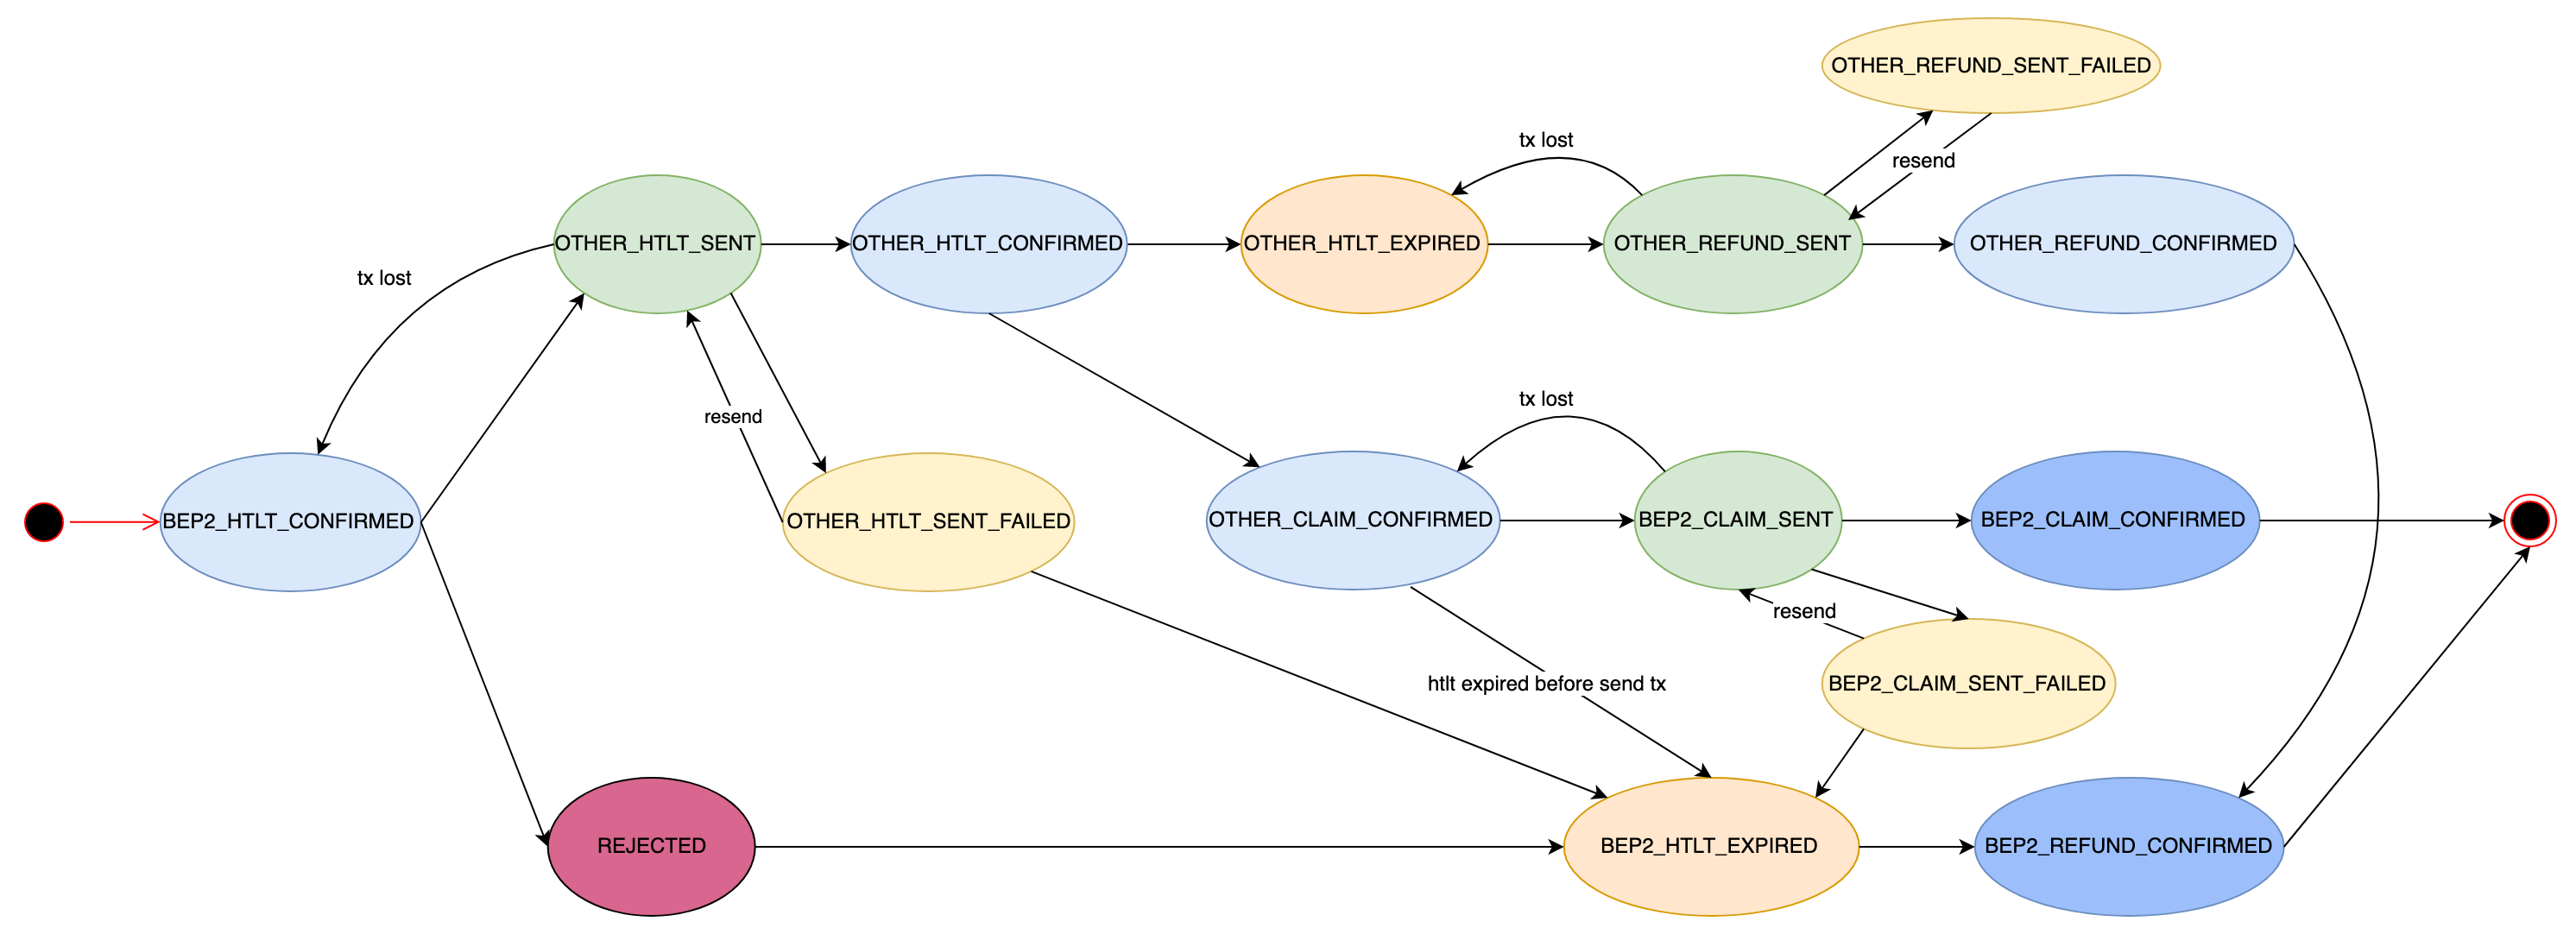 OTHER_REFUND_SENT_FAILED
tx lost
resend
OTHER_HTLT_SENT
OTHER_HTLT_CONFIRMED
OTHER_HTLT_EXPIRED
OTHER_REFUND_SENT
OTHER_REFUND_CONFIRMED
tx lost
tx lost
resend
BEP2_HTLT_CONFIRMED
OTHER_HTLT_SENT_FAILED
OTHER_CLAIM_CONFIRMED
BEP2_CLAIM_SENT
BEP2_CLAIM_CONFIRMED
resend
htlt expired before send tx
BEP2_CLAIM_SENT_FAILED
REJECTED
BEP2_HTLT_EXPIRED
BEP2_REFUND_CONFIRMED